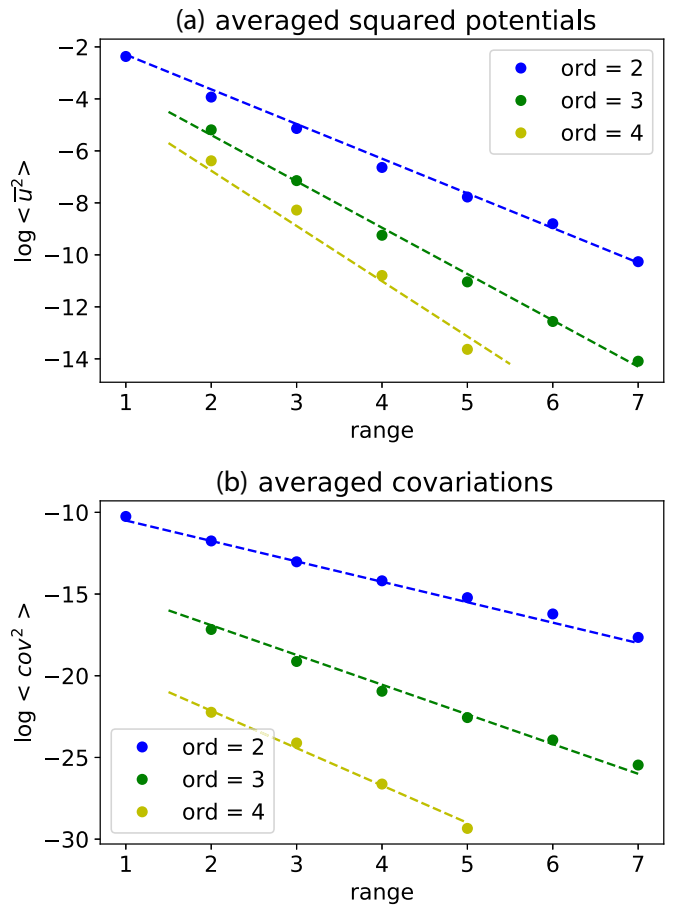 (a) averaged squared potentials
−2
−4
−6
−8
−10
−12
−14
log < u̅² >
ord = 2
ord = 3
ord = 4
1 2 3 4 5 6 7
range
(b) averaged covariations
−10
−15
−20
−25
−30
log < cov² >
ord = 2
ord = 3
ord = 4
1 2 3 4 5 6 7
range